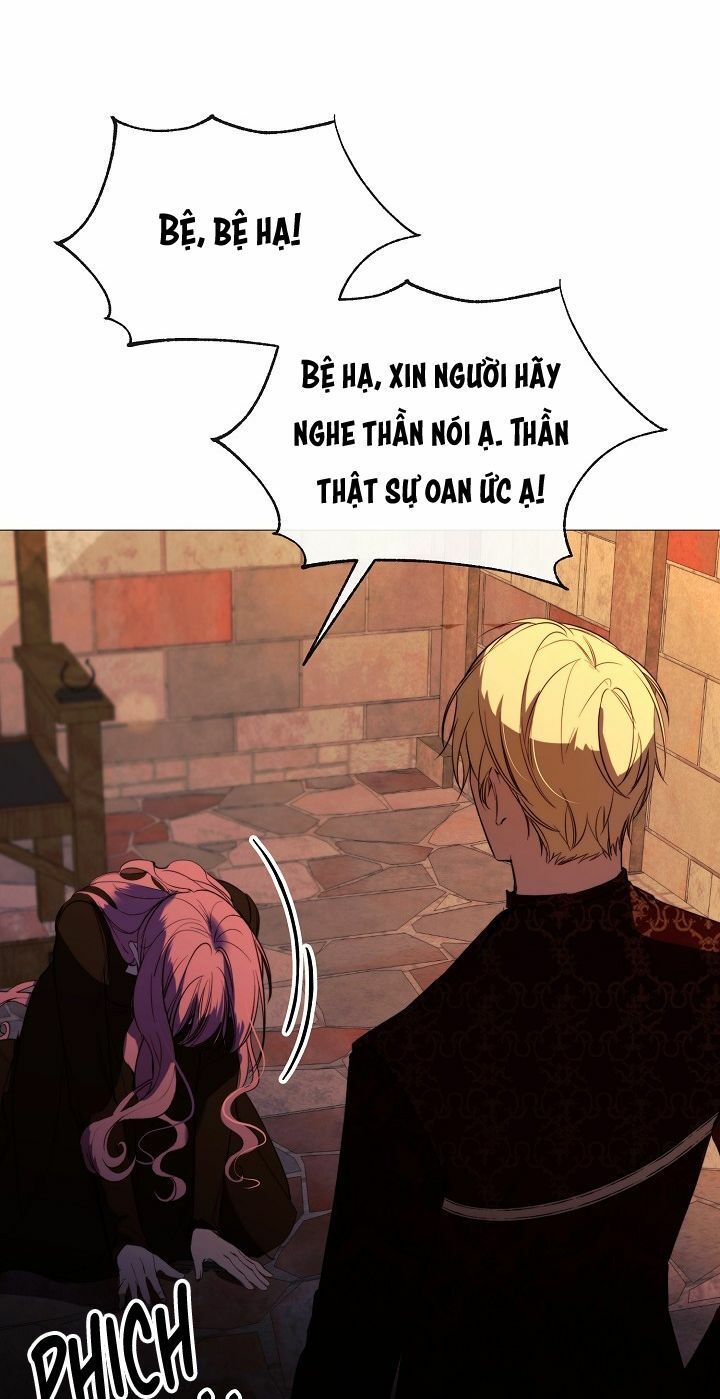 BỆ, BỆ HẠ!
BỆ HẠ, XIN NGƯỜI HÃY
NGHE THẦN NÓI Ạ. THẦN
THẬT SỰ OAN ỨC Ạ!
PHỊCH